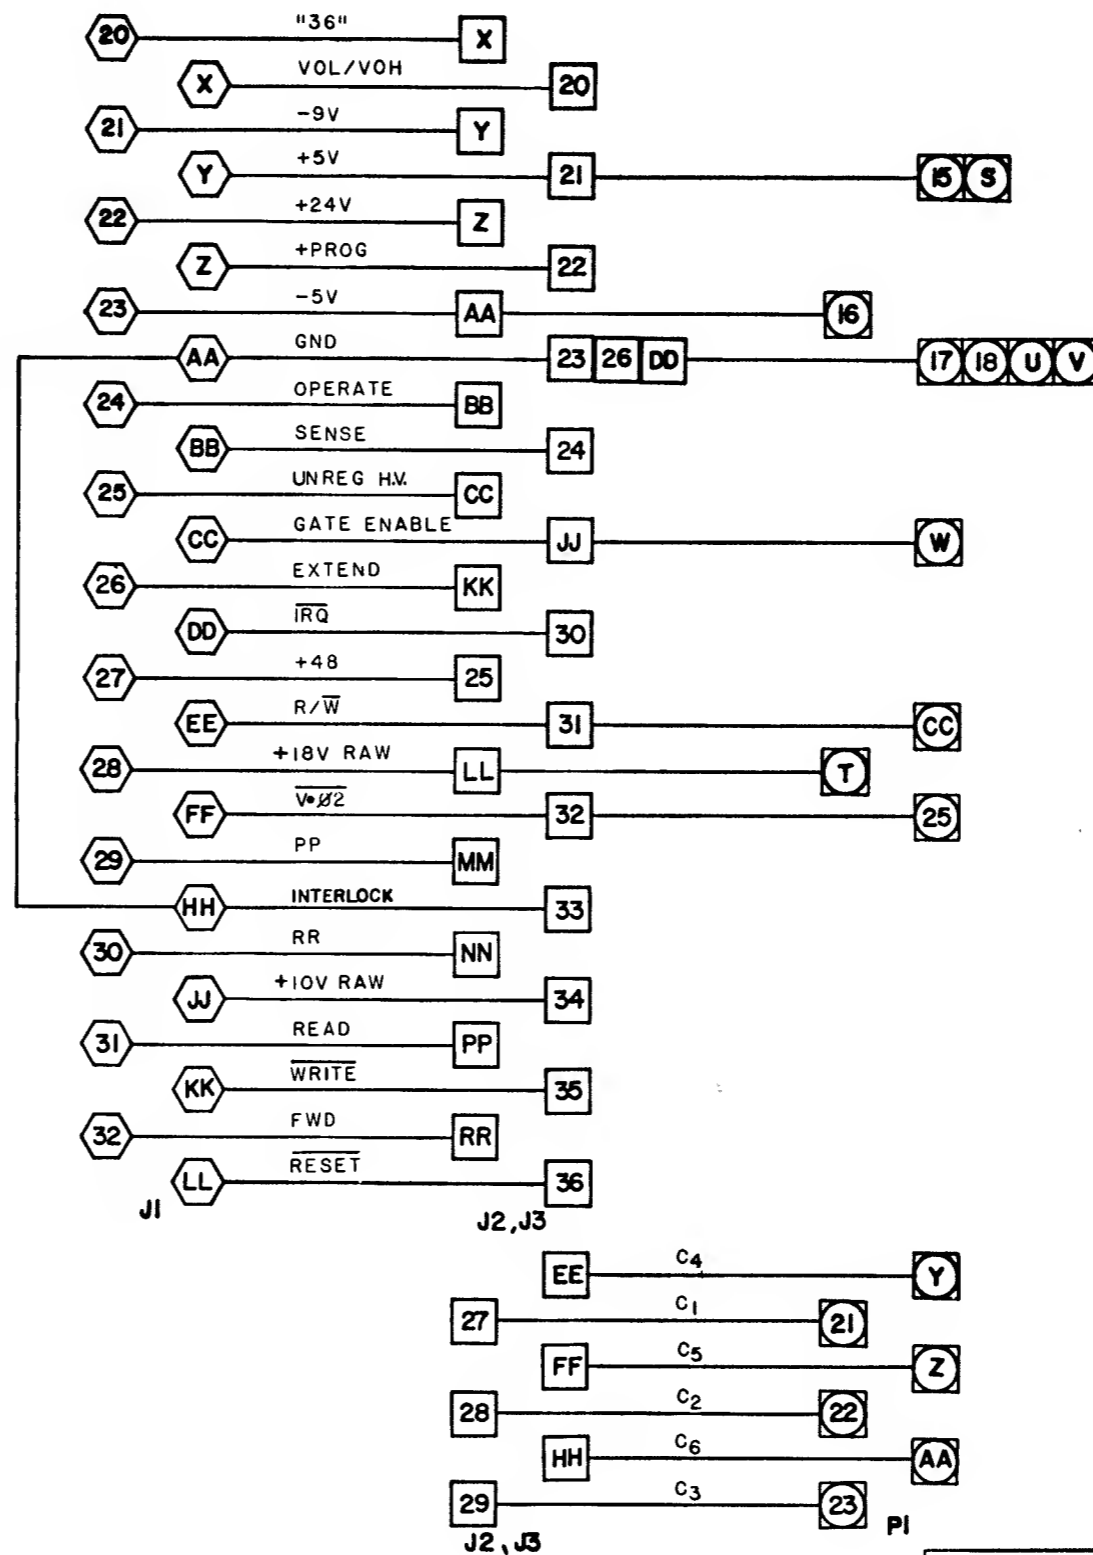 20 "36" X
X VOL/VOH 20
21 -9V Y
Y +5V 21 15 S
22 +24V Z
Z +PROG 22
23 -5V AA 16
AA GND 23 26 DD 17 18 U V
24 OPERATE BB
BB SENSE 24
25 UNREG H.V. CC
CC GATE ENABLE JJ W
26 EXTEND KK
DD I̅R̅Q̅ 30
27 +48 25
EE R/W̅ 31 CC
28 +18V RAW LL T
FF V̅•̅Ø̅2̅ 32 25
29 PP MM
HH INTERLOCK 33
30 RR NN
JJ +10V RAW 34
31 READ PP
KK W̅R̅I̅T̅E̅ 35
32 FWD RR
LL R̅E̅S̅E̅T̅ 36
J1 J2,J3
EE C4 Y
27 C1 21
FF C5 Z
28 C2 22
HH C6 AA
29 C3 23
J2, J3 P1